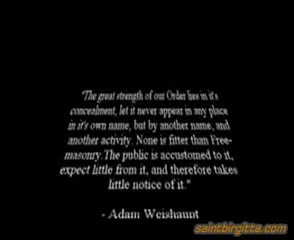 "The great strength of our Order lies in it's
concealment, let it never appear in any place
in it's own name, but by another name, and
another activity. None is fitter than Free-
masonry.The public is accustomed to it,
expect little from it, and therefore takes
little notice of it."
- Adam Weishaunt
saintbirgitta.com